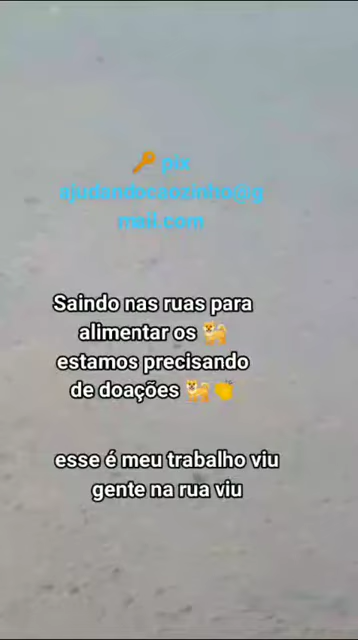 🔑 pix
ajudandocaozinho@g
mail.com
Saindo nas ruas para
alimentar os 🐕
estamos precisando
de doações 🐕👏
esse é meu trabalho viu
gente na rua viu